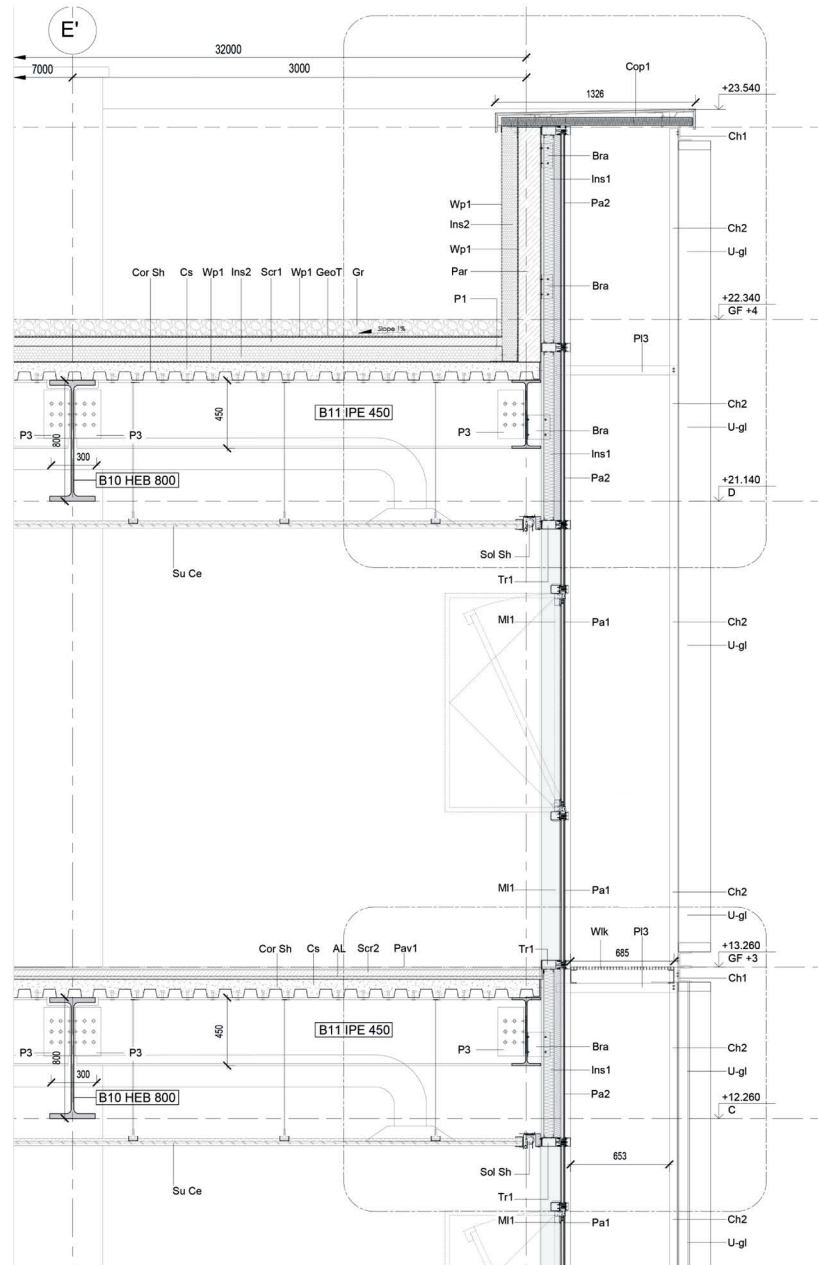 E'
32000
7000
3000
Cop1
1326
+23.540
Ch1
Bra
Ins1
Wp1
Pa2
Ins2
Ch2
Wp1
U-gl
Cor Sh Cs Wp1 Ins2 Scr1 Wp1 GeoT Gr
Par
Bra
P1
+22.340
GF +4
Slope 1%
Pl3
450
B11 IPE 450
Ch2
P3
800
P3
P3
Bra
U-gl
300
Ins1
B10 HEB 800
Pa2
+21.140
D
Sol Sh
Su Ce
Tr1
Ml1
Pa1
Ch2
U-gl
Ml1
Pa1
Ch2
U-gl
Cor Sh Cs AL Scr2 Pav1
Tr1
Wlk
Pl3
685
+13.260
GF +3
Ch1
450
B11 IPE 450
P3
800
P3
P3
Bra
Ch2
300
Ins1
U-gl
B10 HEB 800
Pa2
+12.260
C
653
Sol Sh
Su Ce
Tr1
Ml1
Pa1
Ch2
U-gl